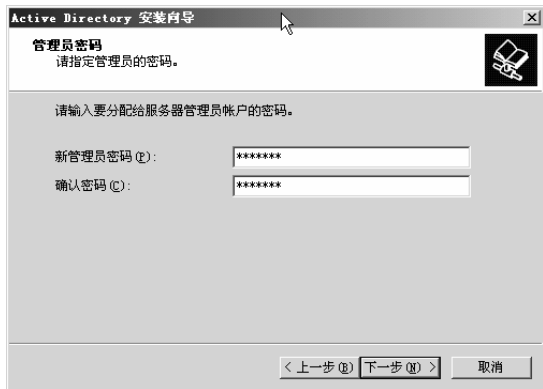 Active Directory 安装向导
管理员密码
请指定管理员的密码。
请输入要分配给服务器管理员帐户的密码。
新管理员密码(P): *******
确认密码(C): *******
< 上一步(B) 下一步(N) > 取消